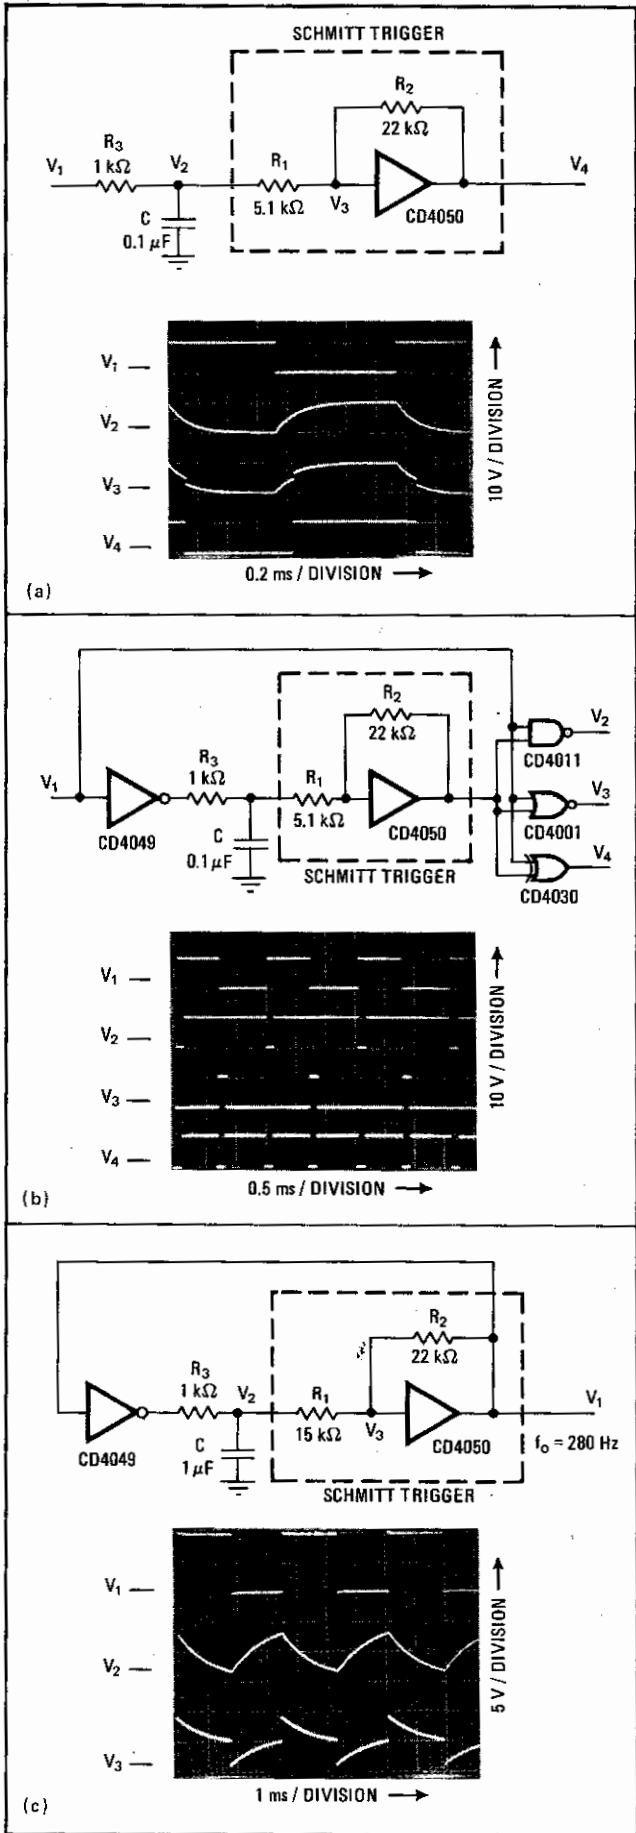 SCHMITT TRIGGER
R₂
22 kΩ
R₃
1 kΩ
V₁
V₂
R₁
5.1 kΩ
V₃
CD4050
V₄
C
0.1 μF
V₁
V₂
V₃
V₄
10 V / DIVISION
0.2 ms / DIVISION
(a)
R₂
22 kΩ
V₁
CD4049
R₃
1 kΩ
R₁
5.1 kΩ
CD4050
C
0.1 μF
SCHMITT TRIGGER
V₂
CD4011
V₃
CD4001
V₄
CD4030
V₁
V₂
V₃
V₄
10 V / DIVISION
0.5 ms / DIVISION
(b)
R₂
22 kΩ
CD4049
R₃
1 kΩ
V₂
R₁
15 kΩ
V₃
CD4050
V₁
f₀ = 280 Hz
C
1 μF
SCHMITT TRIGGER
V₁
V₂
V₃
5 V / DIVISION
1 ms / DIVISION
(c)